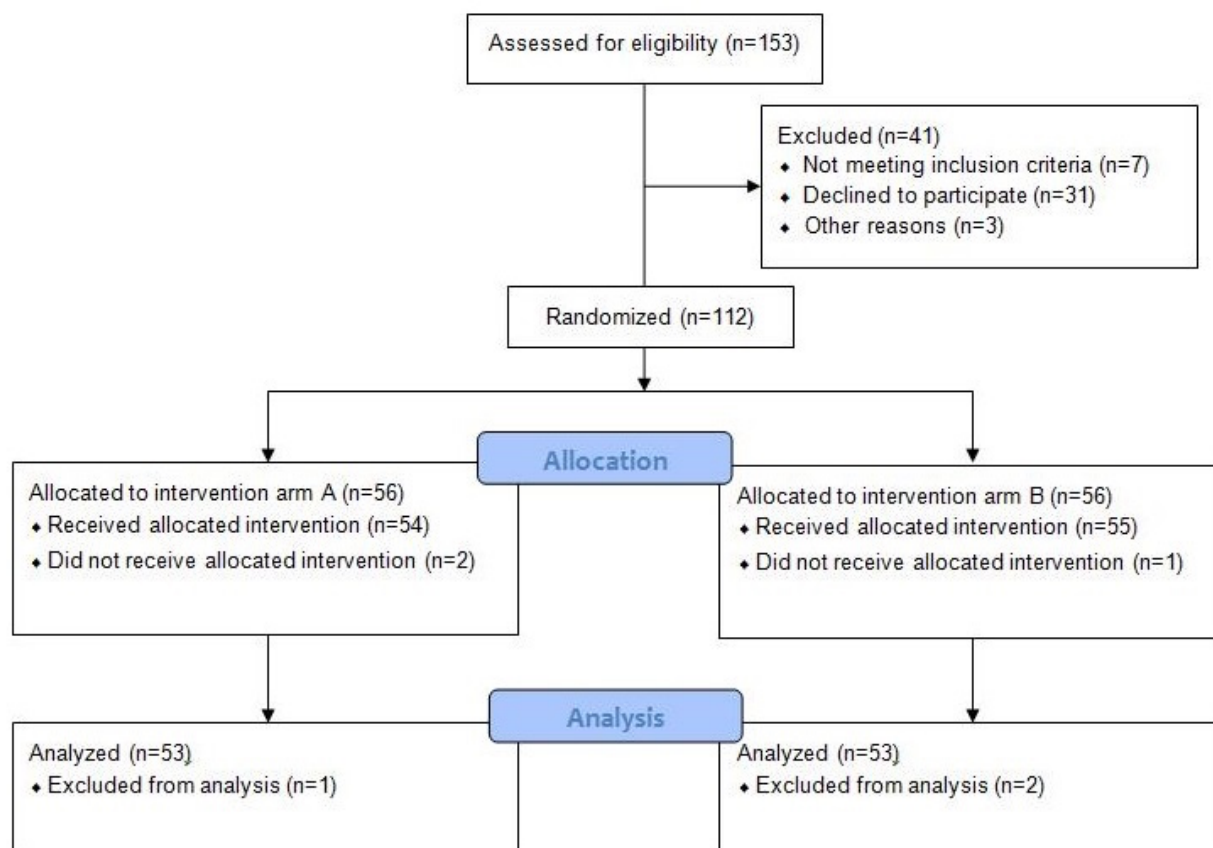 Assessed for eligibility (n=153)
Excluded (n=41)
◆ Not meeting inclusion criteria (n=7)
◆ Declined to participate (n=31)
◆ Other reasons (n=3)
Randomized (n=112)
Allocation
Allocated to intervention arm A (n=56)
◆ Received allocated intervention (n=54)
◆ Did not receive allocated intervention (n=2)
Allocated to intervention arm B (n=56)
◆ Received allocated intervention (n=55)
◆ Did not receive allocated intervention (n=1)
Analysis
Analyzed (n=53)
◆ Excluded from analysis (n=1)
Analyzed (n=53)
◆ Excluded from analysis (n=2)